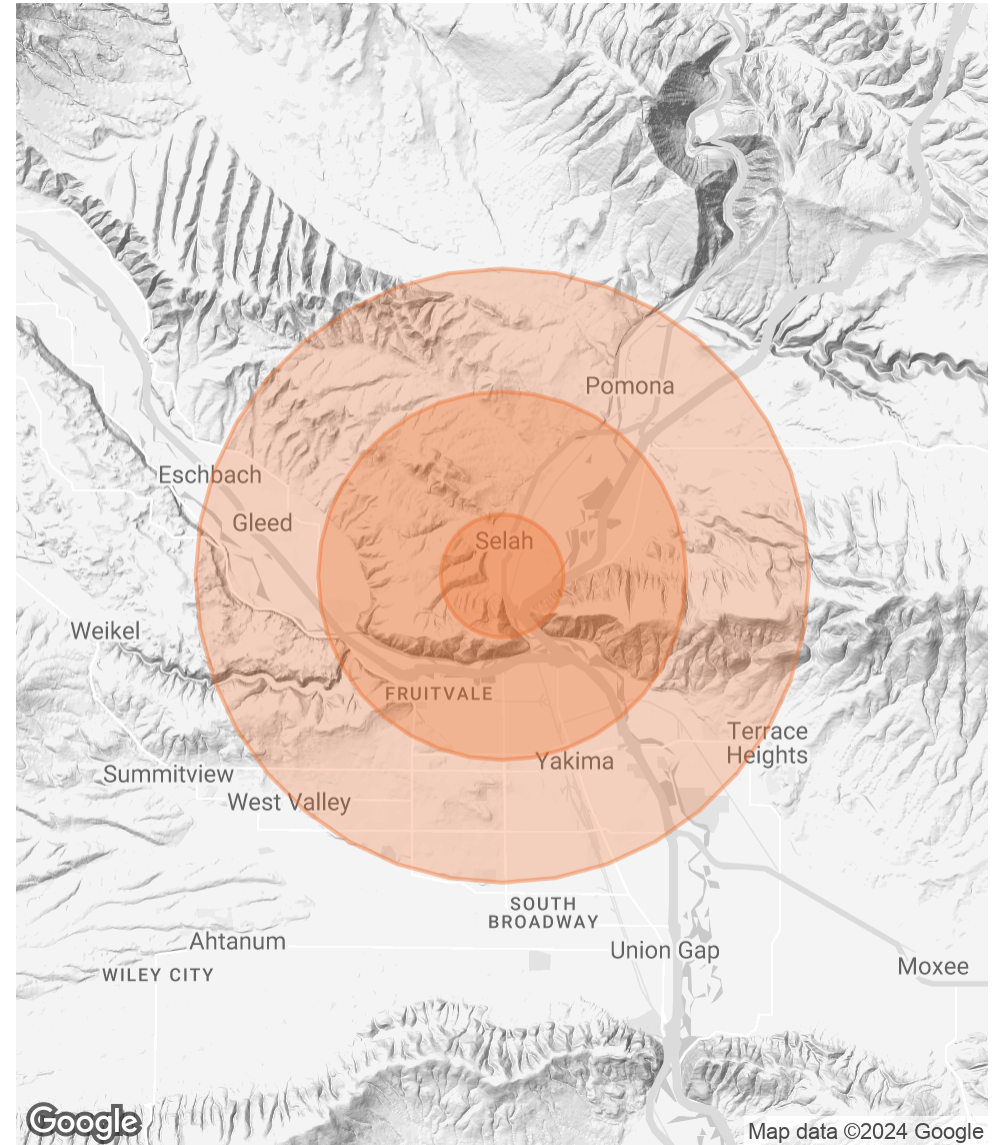 Pomona
Eschbach
Gleed
Selah
Weikel
FRUITVALE
Terrace
Heights
Yakima
Summitview
West Valley
SOUTH
BROADWAY
Ahtanum
Union Gap
WILEY CITY
Moxee
Google
Map data ©2024 Google